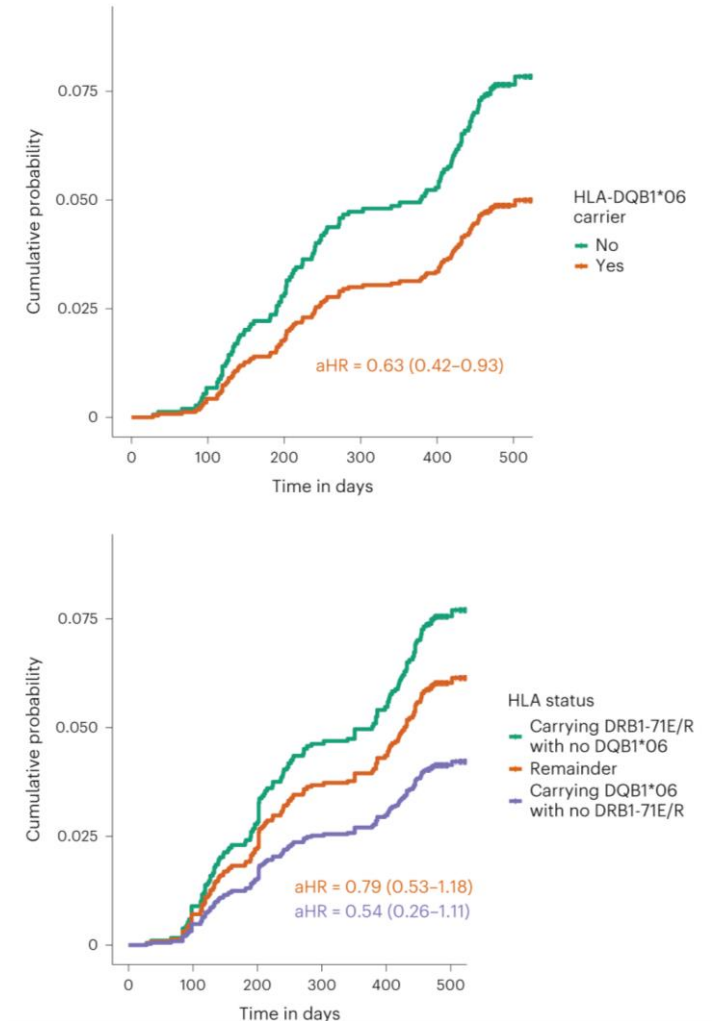 Cumulative probability
0.075
0.050
0.025
0
0 100 200 300 400 500
Time in days
aHR = 0.63 (0.42–0.93)
HLA-DQB1*06
carrier
No
Yes
Cumulative probability
0.075
0.050
0.025
0
0 100 200 300 400 500
Time in days
aHR = 0.79 (0.53–1.18)
aHR = 0.54 (0.26–1.11)
HLA status
Carrying DRB1-71E/R
with no DQB1*06
Remainder
Carrying DQB1*06
with no DRB1-71E/R